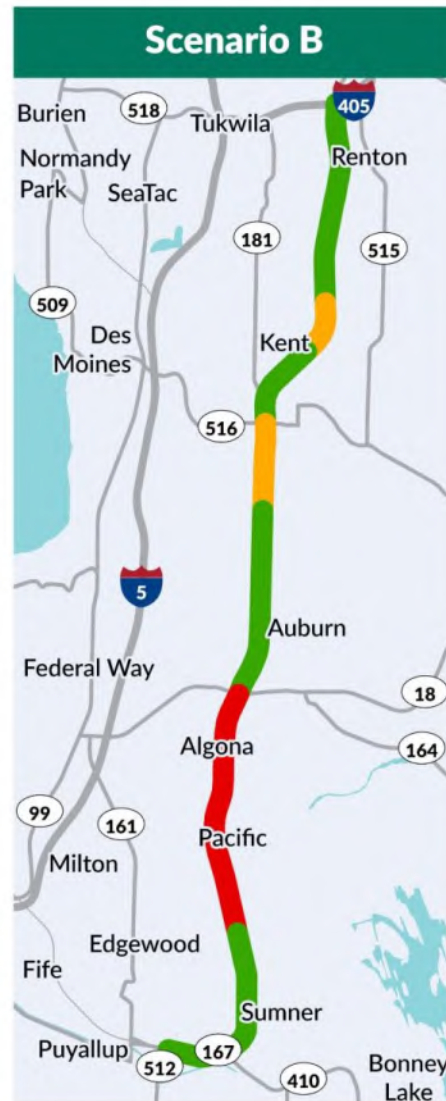 Scenario B
405
Burien
518
Tukwila
Renton
Normandy
Park
SeaTac
181
515
509
Des
Moines
Kent
516
5
Auburn
Federal Way
18
Algona
164
99
161
Pacific
Milton
Edgewood
Fife
Sumner
Puyallup
167
512
410
Bonney
Lake